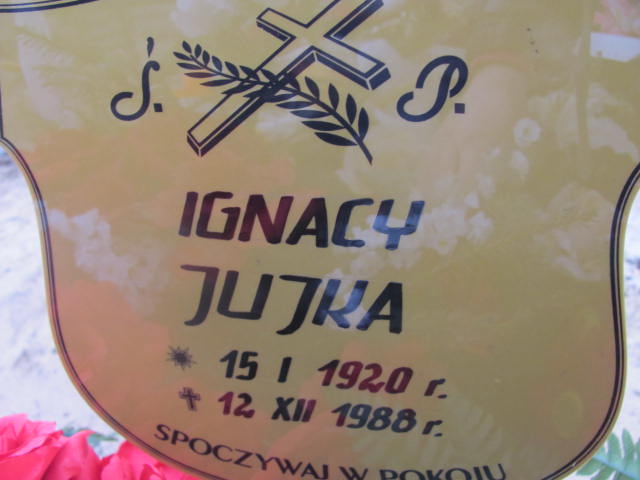 Ś. P.
IGNACY
JUJKA
15 I 1920 r.
12 XII 1988 r.
SPOCZYWAJ W POKOJU